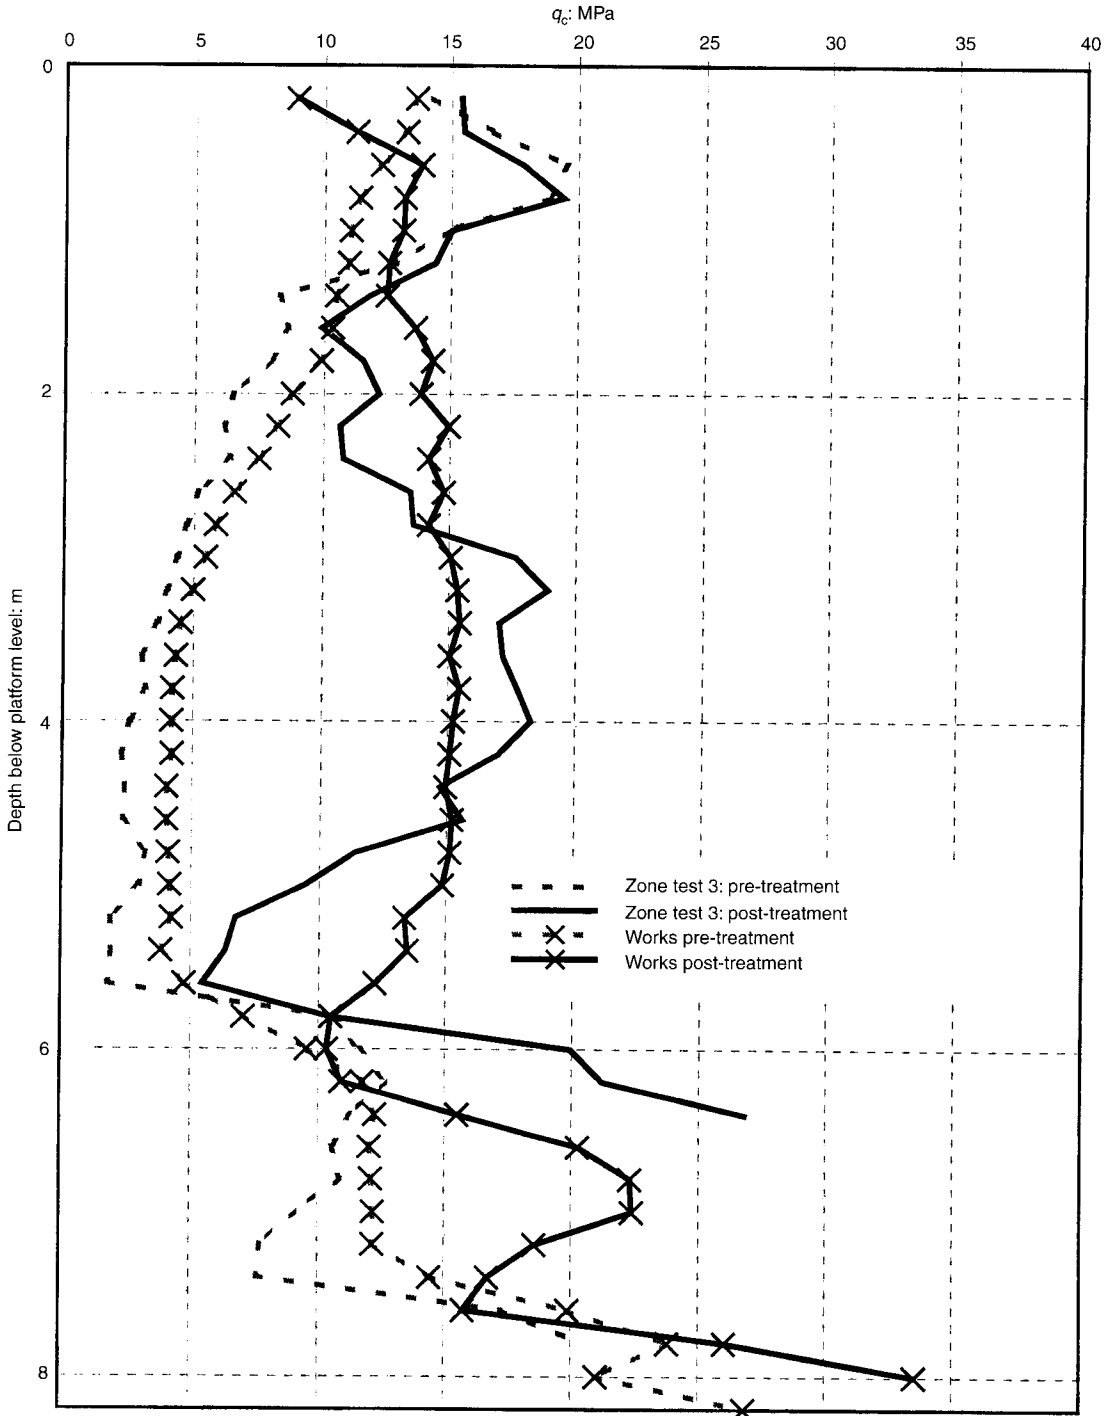 q_c: MPa
0 5 10 15 20 25 30 35 40
0
2
4
6
8
Depth below platform level: m
Zone test 3: pre-treatment
Zone test 3: post-treatment
Works pre-treatment
Works post-treatment